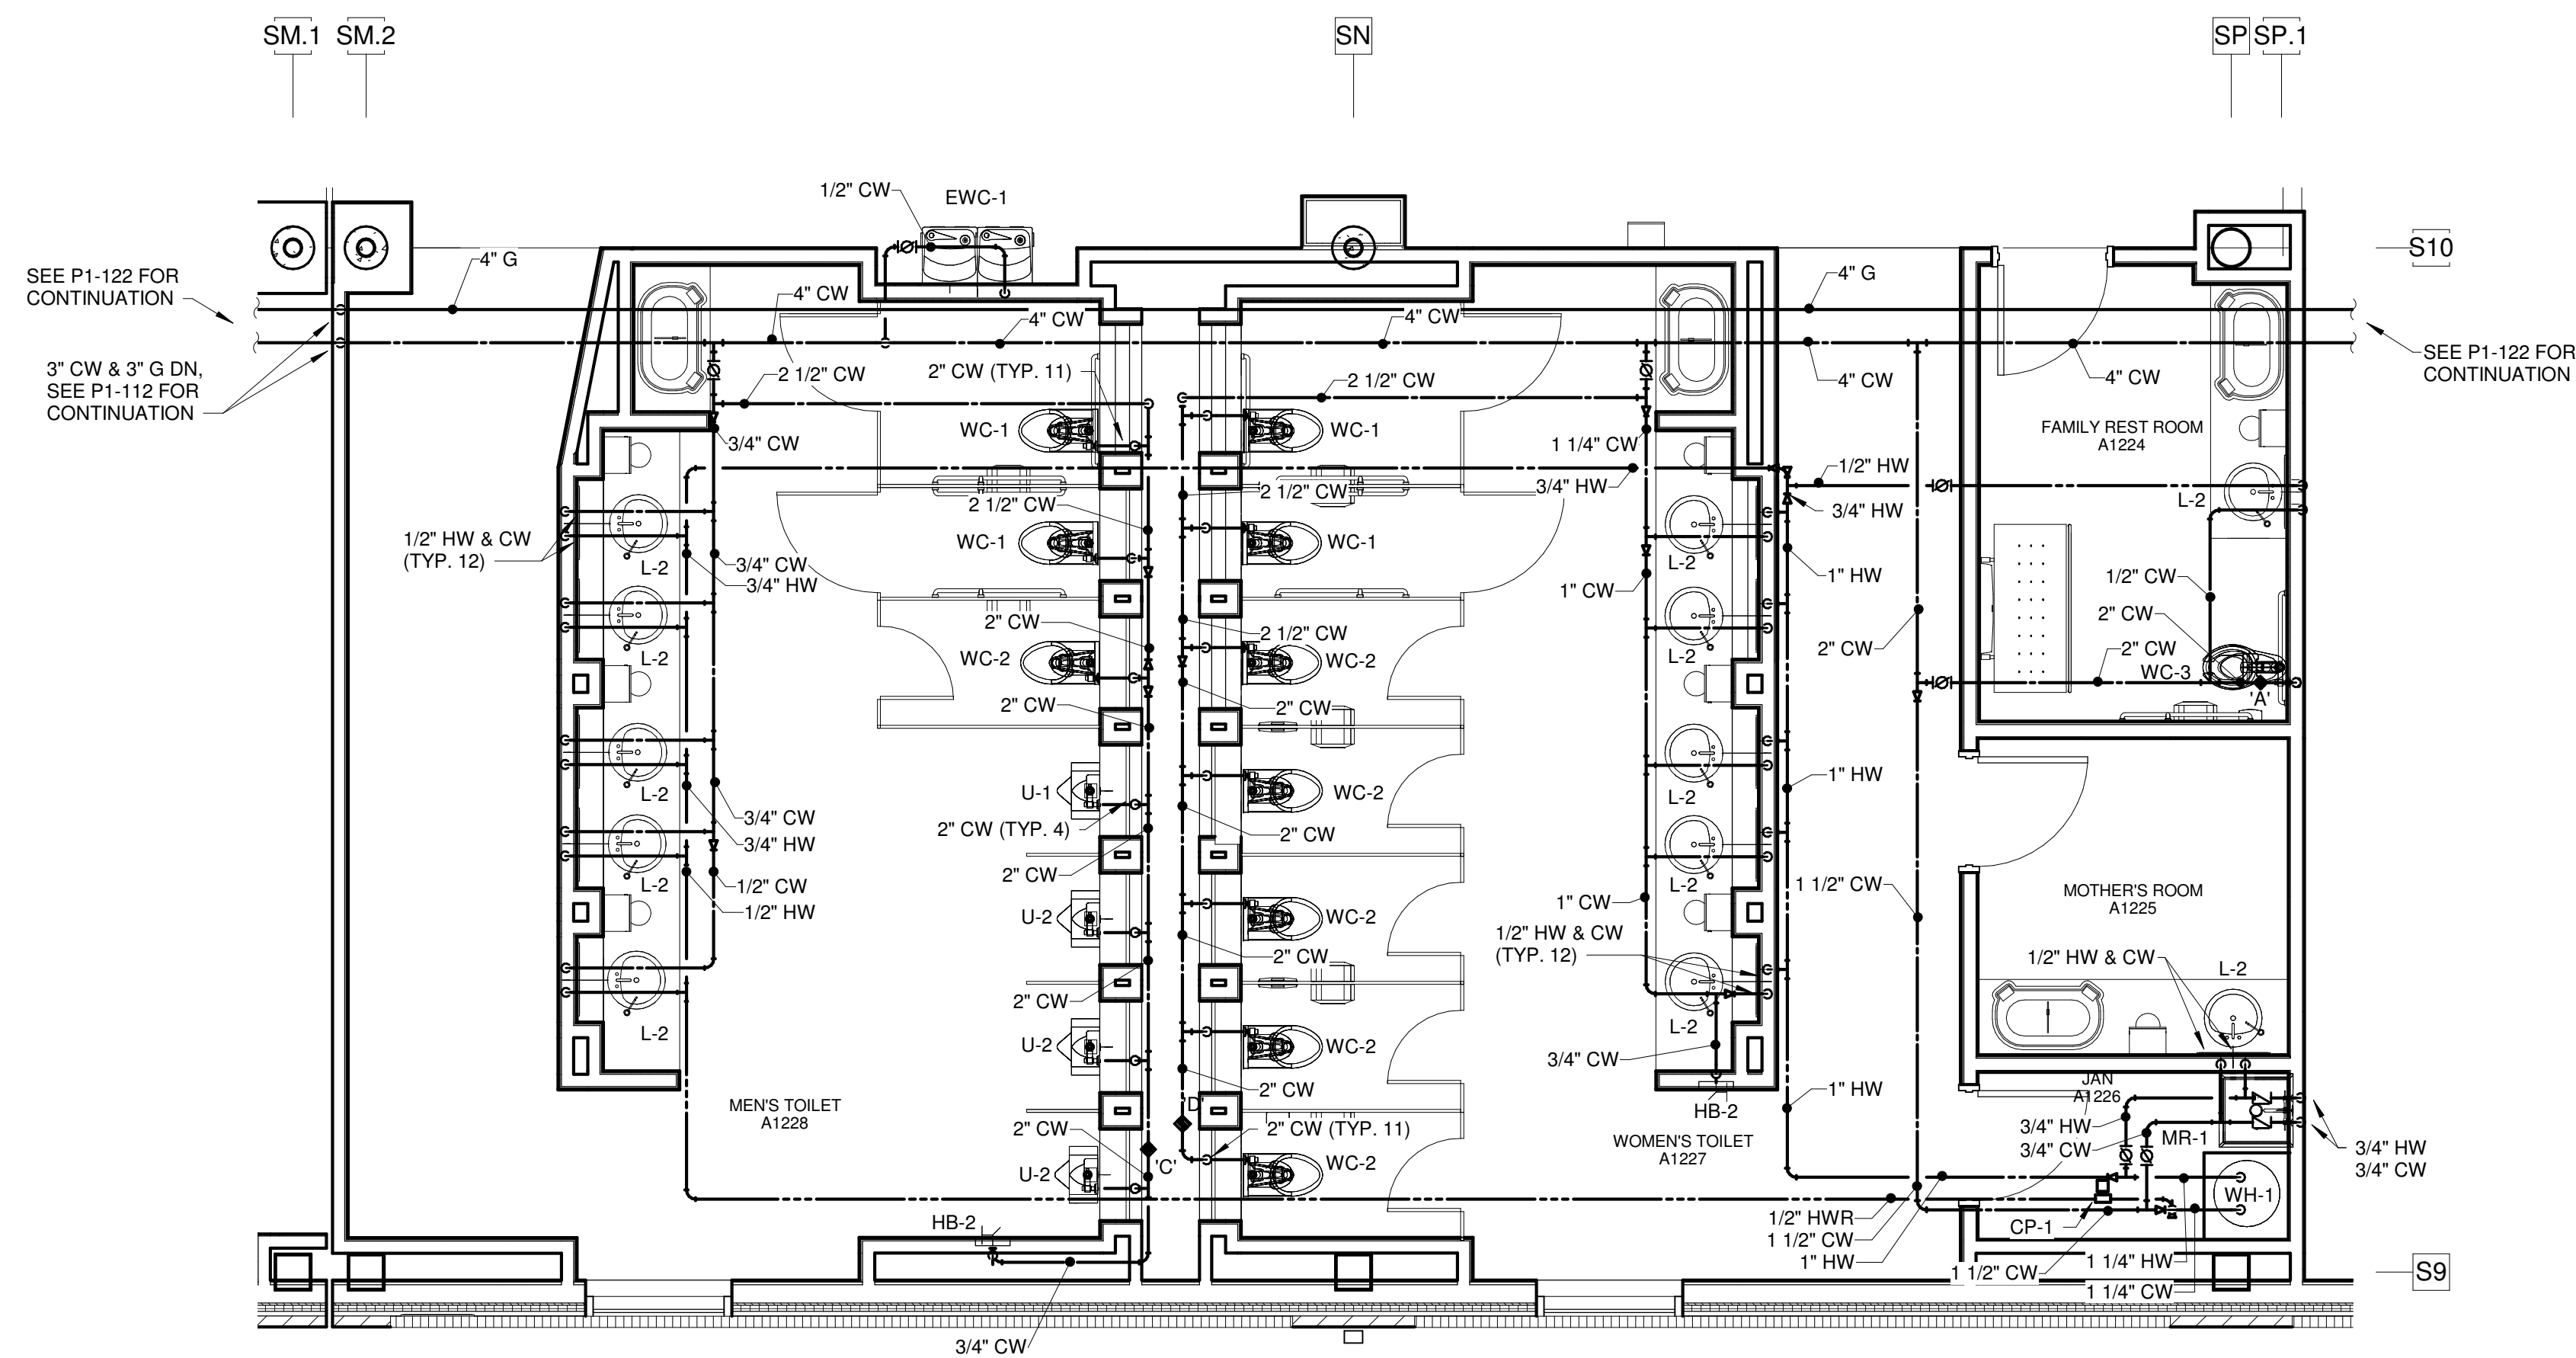 SM.1 SM.2 SN SP SP.1
1/2" CW
EWC-1
4" G
SEE P1-122 FOR
CONTINUATION
3" CW & 3" G DN,
SEE P1-112 FOR
CONTINUATION
4" CW
4" CW
4" CW
4" G
S10
4" CW
4" CW
SEE P1-122 FOR
CONTINUATION
2 1/2" CW
2" CW (TYP. 11)
2 1/2" CW
WC-1
WC-1
3/4" CW
1 1/4" CW
3/4" HW
1/2" HW
3/4" HW
FAMILY REST ROOM
A1224
L-2
2 1/2" CW
2 1/2" CW
WC-1
WC-1
1/2" HW & CW
(TYP. 12)
L-2
3/4" CW
3/4" HW
L-2
1" HW
1" CW
1/2" CW
2" CW
2" CW
WC-3
'A'
2" CW
2" CW
2 1/2" CW
WC-2
WC-2
L-2
L-2
2" CW
2" CW
U-1
WC-2
L-2
L-2
1" HW
2" CW (TYP. 4)
2" CW
3/4" CW
3/4" HW
2" CW
L-2
L-2
1/2" CW
1/2" HW
1 1/2" CW
1" CW
MOTHER'S ROOM
A1225
U-2
WC-2
1/2" HW & CW
(TYP. 12)
2" CW
2" CW
1/2" HW & CW
L-2
L-2
L-2
U-2
WC-2
3/4" CW
2" CW
1" HW
JAN
A1226
MEN'S TOILET
A1228
'D'
HB-2
2" CW
2" CW (TYP. 11)
WOMEN'S TOILET
A1227
3/4" HW
3/4" CW
MR-1
3/4" HW
3/4" CW
'C'
U-2
WC-2
WH-1
HB-2
1/2" HWR
1 1/2" CW
1" HW
CP-1
1 1/2" CW
1 1/4" HW
1 1/4" CW
S9
3/4" CW